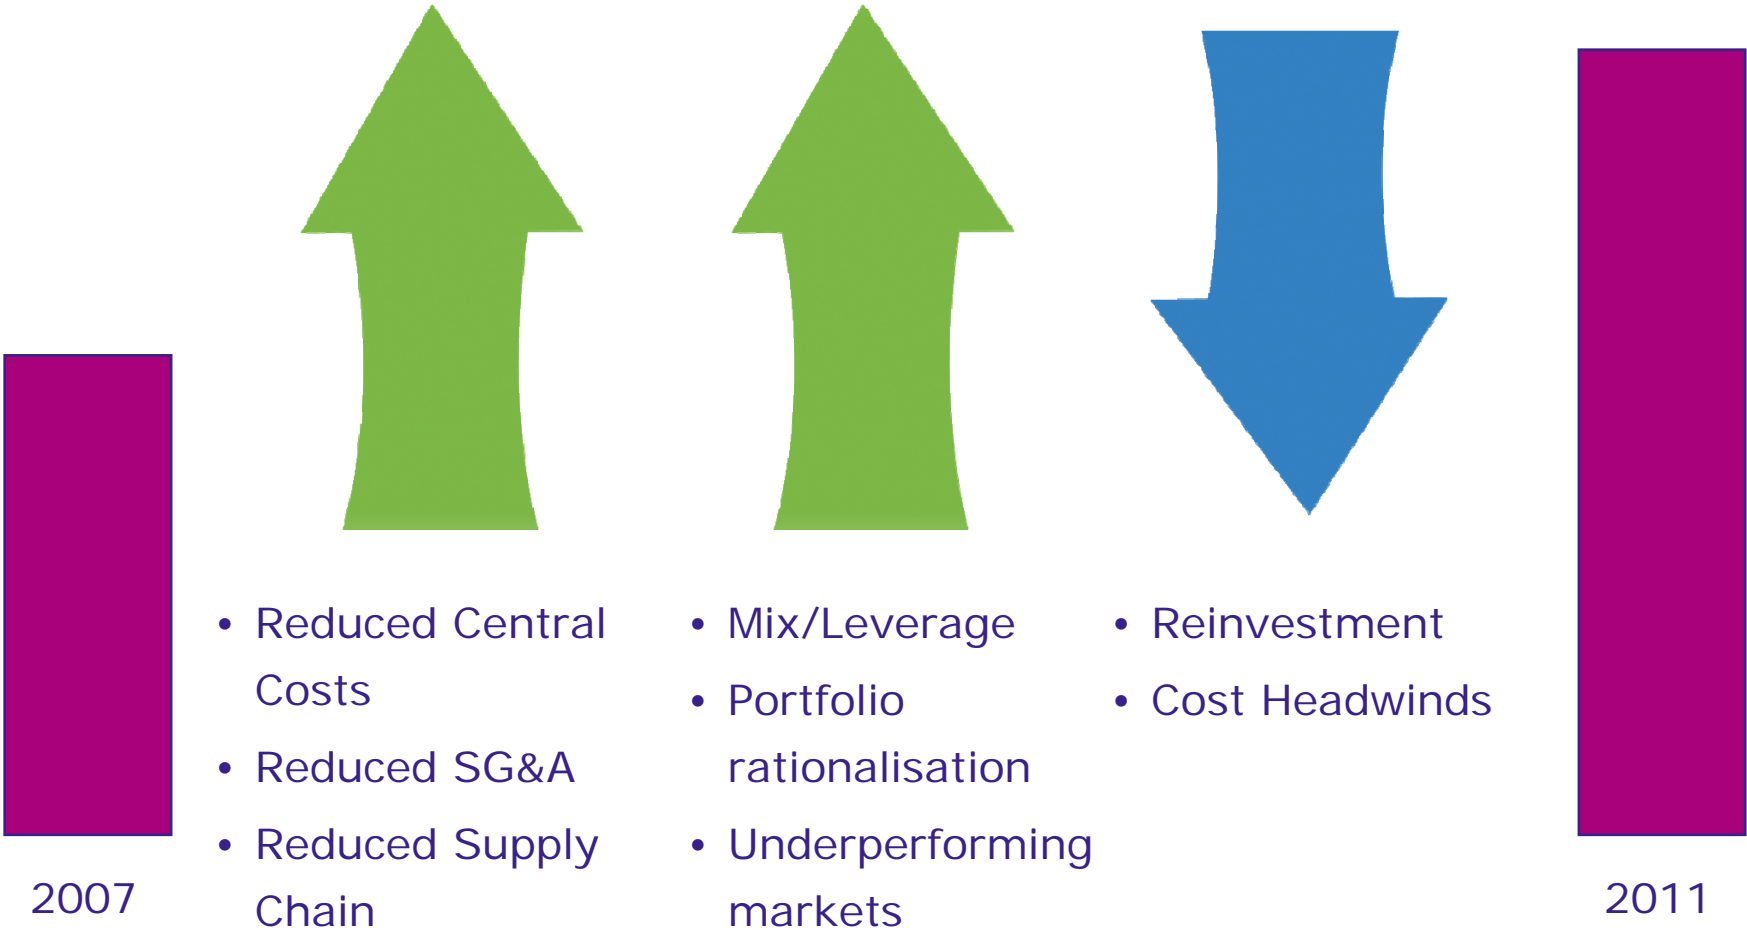 • Reduced Central
Costs
• Reduced SG&A
• Reduced Supply
Chain
• Mix/Leverage
• Portfolio
rationalisation
• Underperforming
markets
• Reinvestment
• Cost Headwinds
2007
2011